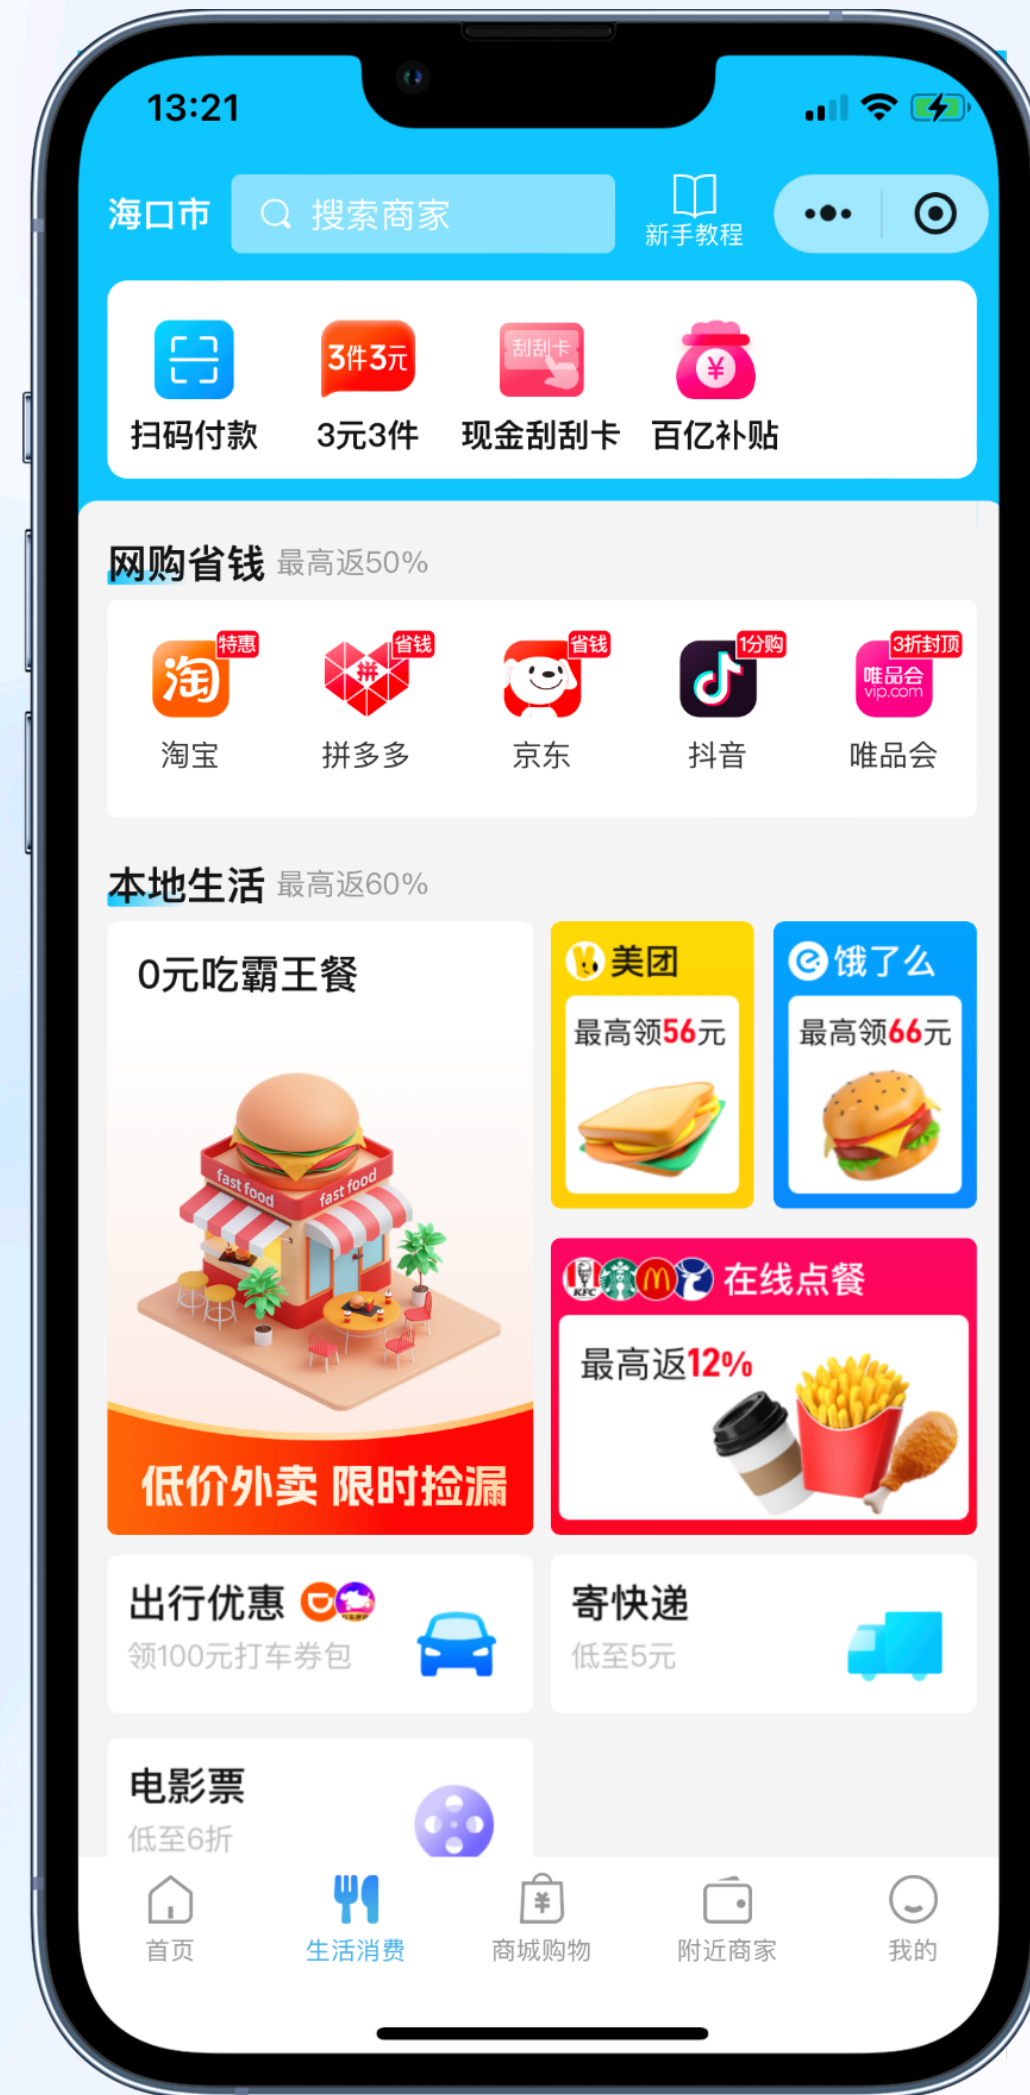 13:21
海口市
搜索商家
新手教程
3件3元
刮刮卡
¥
扫码付款
3元3件
现金刮刮卡
百亿补贴
网购省钱 最高返50%
淘 特惠
拼 省钱
省钱
1分购
唯品会 3折封顶
vip.com
淘宝
拼多多
京东
抖音
唯品会
本地生活 最高返60%
0元吃霸王餐
fast food
fast food
低价外卖 限时捡漏
美团
最高领56元
饿了么
最高领66元
KFC
在线点餐
最高返12%
出行优惠
领100元打车券包
寄快递
低至5元
电影票
低至6折
¥
首页
生活消费
商城购物
附近商家
我的